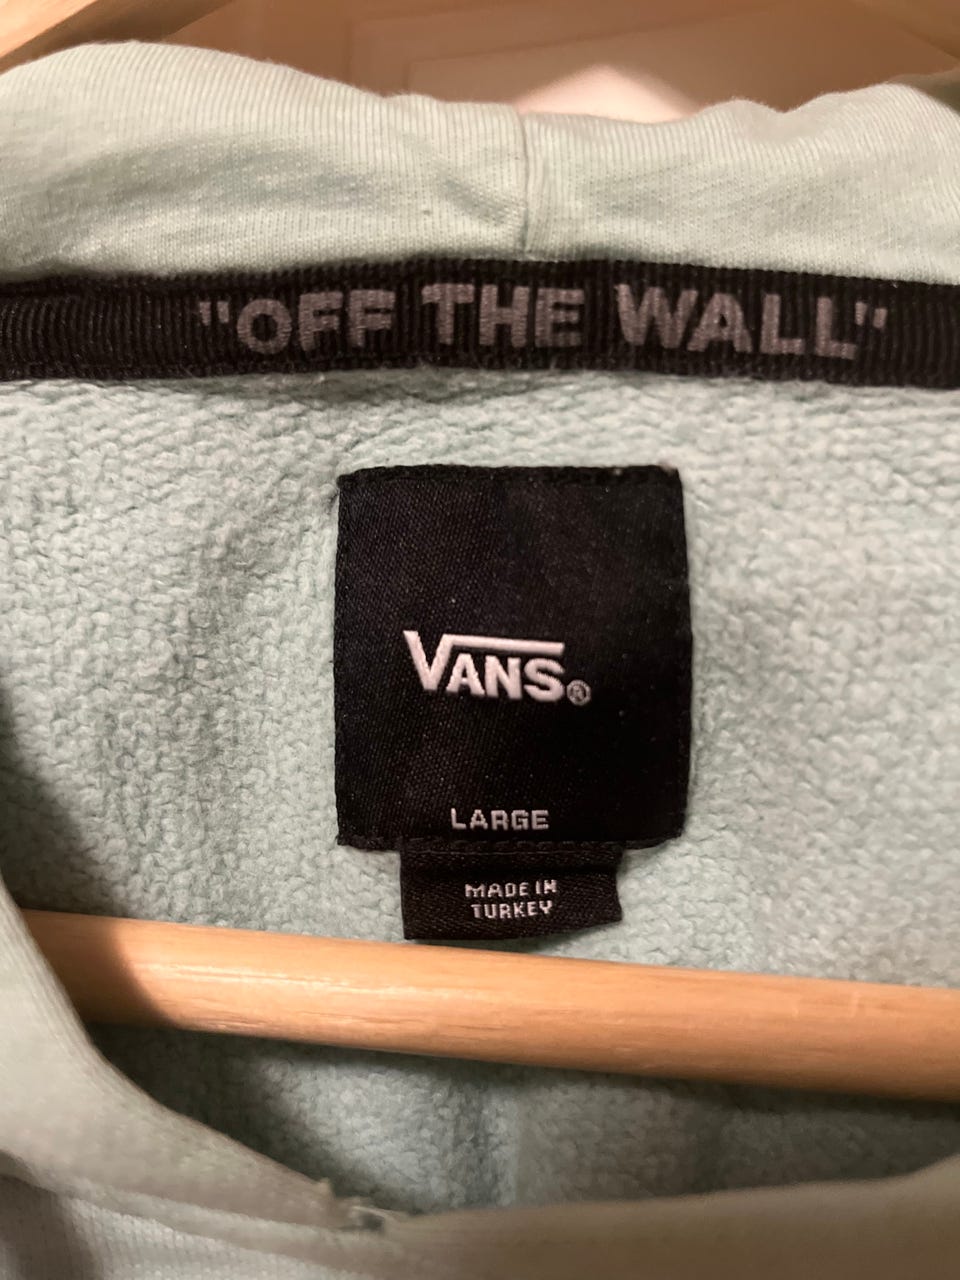 "OFF THE WALL"
VANS®
LARGE
MADE IN
TURKEY